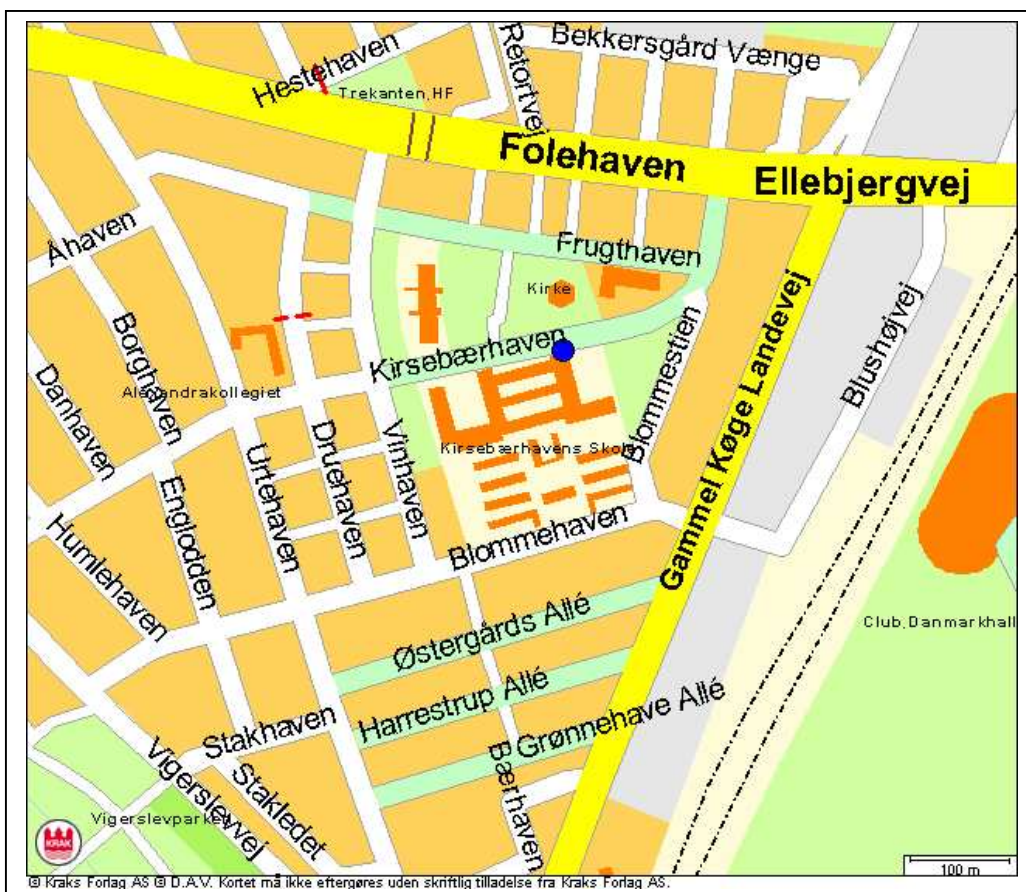 Bekkersgård Vænge
Hestehaven
Retortvej
Trekanten,HF
Folehaven
Ellebjergvej
Åhaven
Frugthaven
Kirke
Borghaven
Kirsebærhaven
Blommestien
Gammel Køge Landevej
Blushøjvej
Danhaven
Alexandrakollegiet
Urtehaven
Druehaven
Vinhaven
Kirsebærhavens Skole
Englodden
Humlehaven
Blommehaven
Østergårds Allé
Club,Danmarkhall
Harrestrup Allé
Grønnehave Allé
Stakhaven
Vigerslevvej
Stakledet
Bærhaven
Vigerslevparken
KRAK
100 m
© Kraks Forlag AS © D.A.V. Kortet må ikke eftergøres uden skriftlig tilladelse fra Kraks Forlag AS.